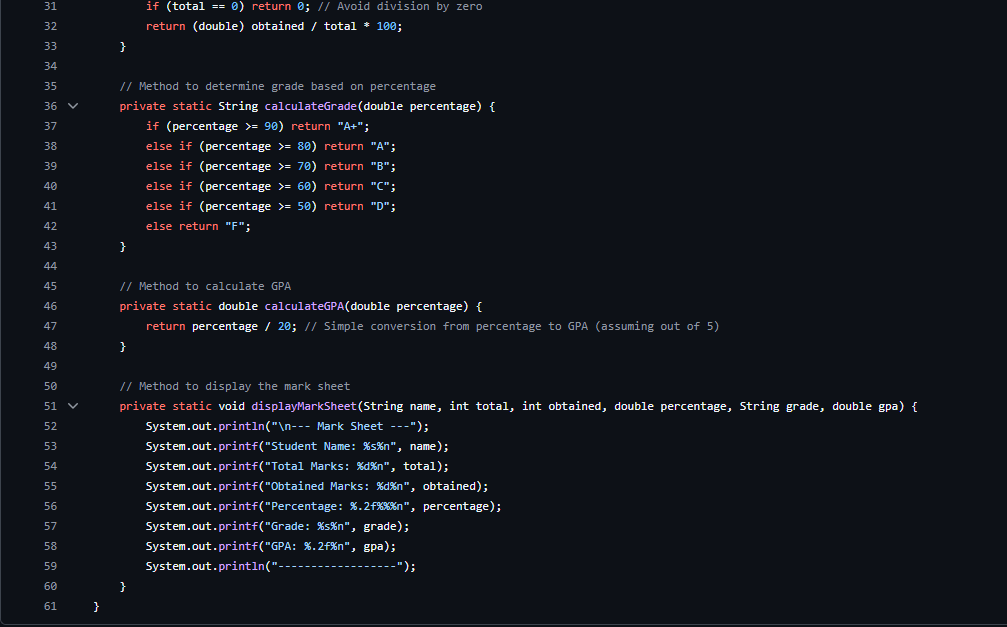 31 if (total == 0) return 0; // Avoid division by zero
32 return (double) obtained / total * 100;
33 }
34
35 // Method to determine grade based on percentage
36 private static String calculateGrade(double percentage) {
37 if (percentage >= 90) return "A+";
38 else if (percentage >= 80) return "A";
39 else if (percentage >= 70) return "B";
40 else if (percentage >= 60) return "C";
41 else if (percentage >= 50) return "D";
42 else return "F";
43 }
44
45 // Method to calculate GPA
46 private static double calculateGPA(double percentage) {
47 return percentage / 20; // Simple conversion from percentage to GPA (assuming out of 5)
48 }
49
50 // Method to display the mark sheet
51 private static void displayMarkSheet(String name, int total, int obtained, double percentage, String grade, double gpa) {
52 System.out.println("\n--- Mark Sheet ---");
53 System.out.printf("Student Name: %s%n", name);
54 System.out.printf("Total Marks: %d%n", total);
55 System.out.printf("Obtained Marks: %d%n", obtained);
56 System.out.printf("Percentage: %.2f%%%n", percentage);
57 System.out.printf("Grade: %s%n", grade);
58 System.out.printf("GPA: %.2f%n", gpa);
59 System.out.println("------------------");
60 }
61 }